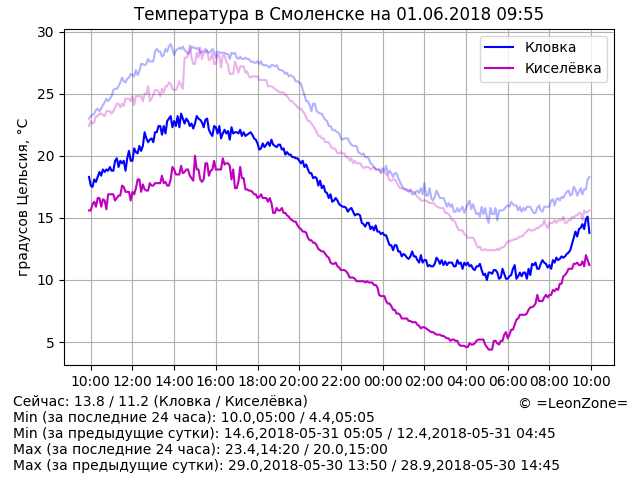 Температура в Смоленске на 01.06.2018 09:55
градусов Цельсия, °C
30
25
20
15
10
5
Кловка
Киселёвка
10:00 12:00 14:00 16:00 18:00 20:00 22:00 00:00 02:00 04:00 06:00 08:00 10:00
Сейчас: 13.8 / 11.2 (Кловка / Киселёвка)
© =LeonZone=
Min (за последние 24 часа): 10.0,05:00 / 4.4,05:05
Min (за предыдущие сутки): 14.6,2018-05-31 05:05 / 12.4,2018-05-31 04:45
Max (за последние 24 часа): 23.4,14:20 / 20.0,15:00
Max (за предыдущие сутки): 29.0,2018-05-30 13:50 / 28.9,2018-05-30 14:45